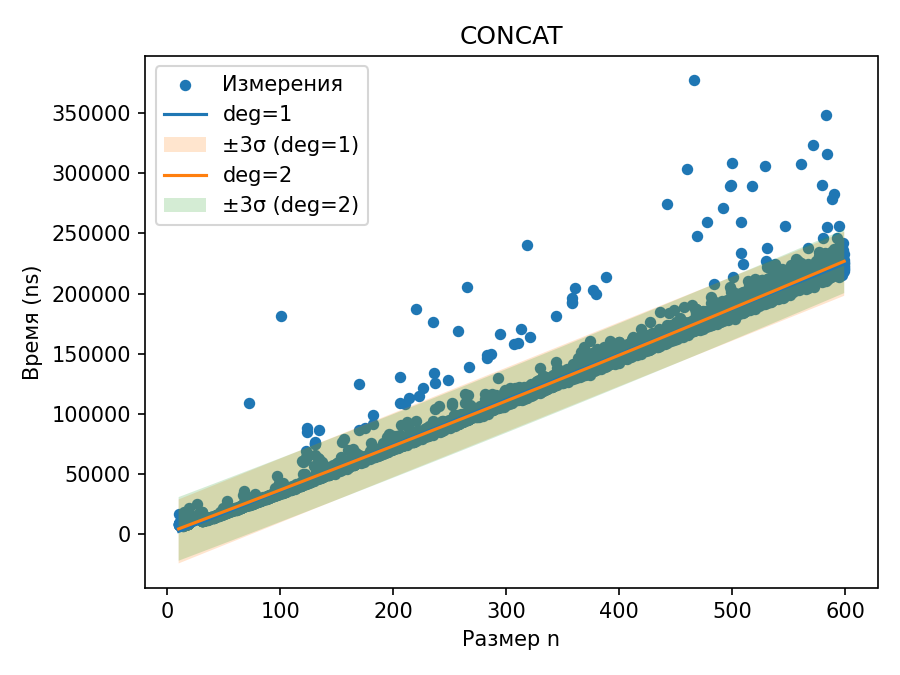 CONCAT
Измерения
deg=1
±3σ (deg=1)
deg=2
±3σ (deg=2)
Время (ns)
350000
300000
250000
200000
150000
100000
50000
0
0 100 200 300 400 500 600
Размер n